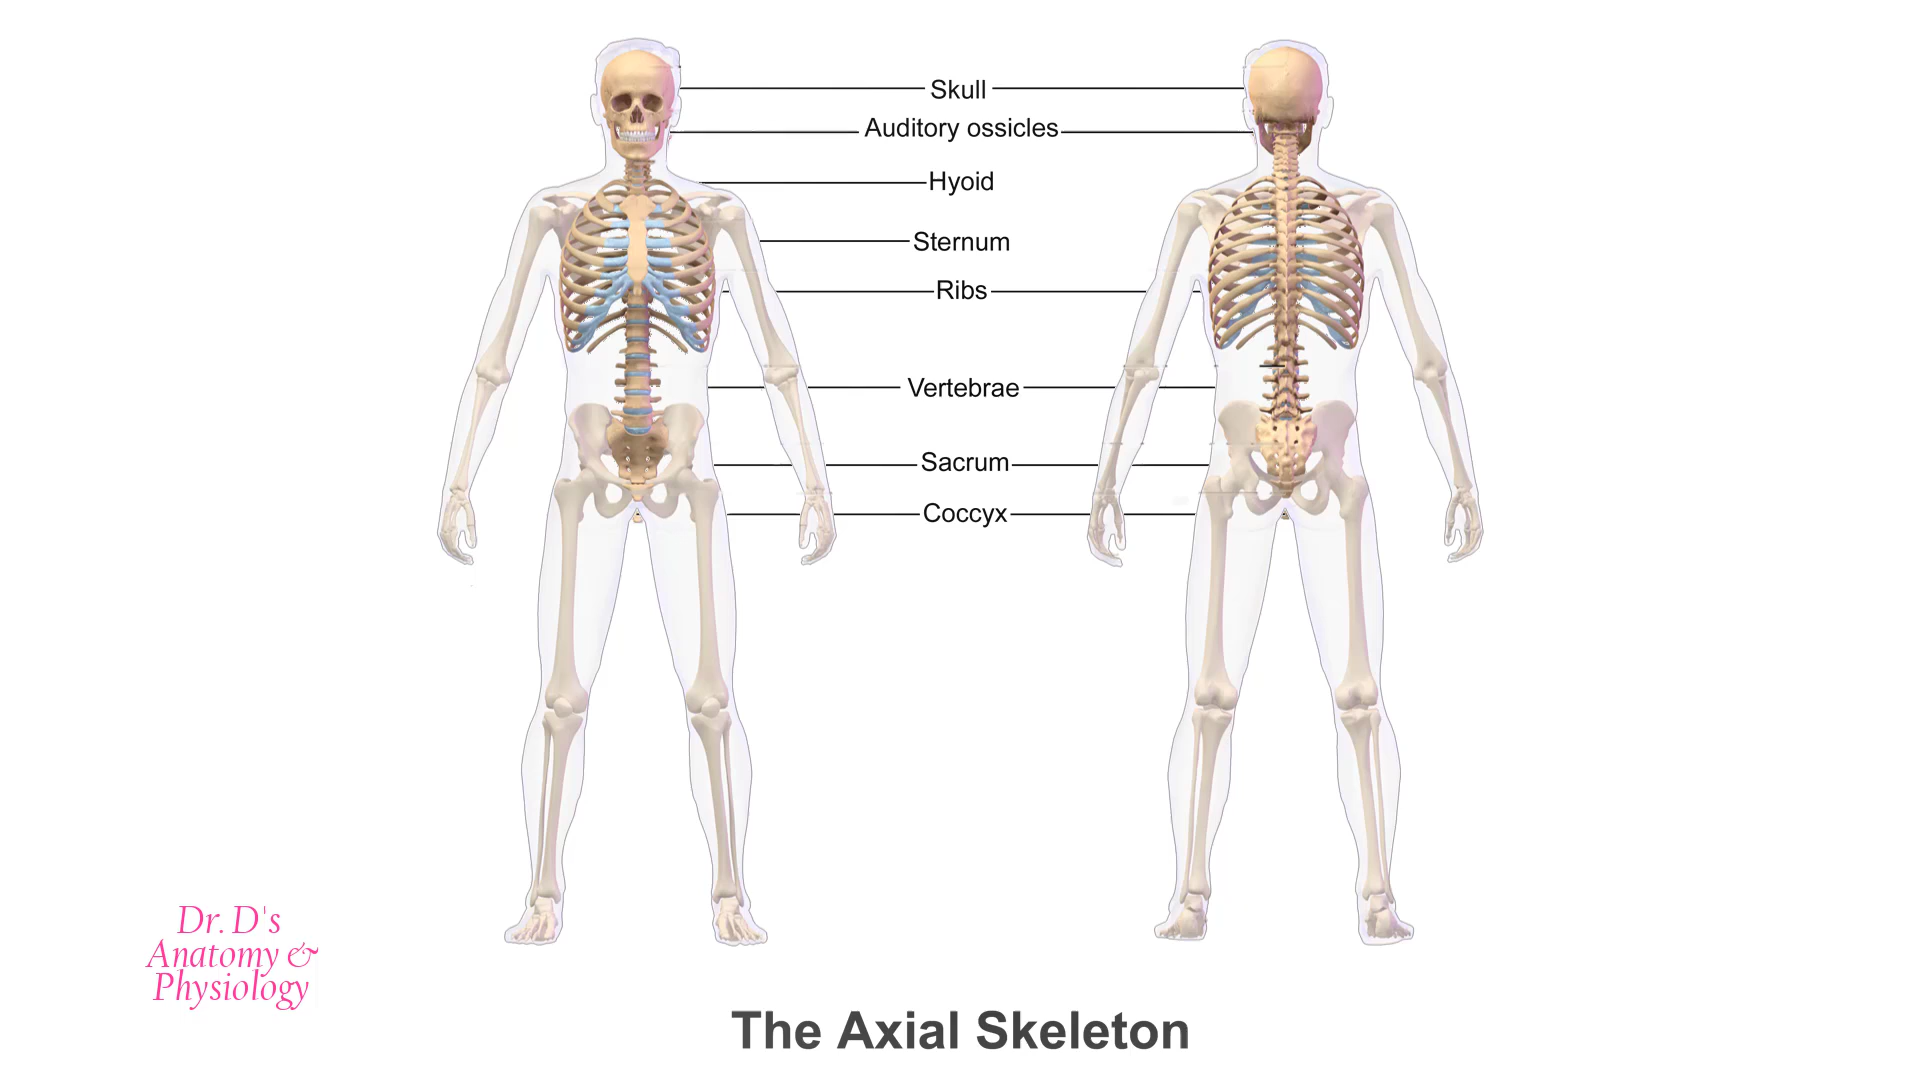 Skull
Auditory ossicles
Hyoid
Sternum
Ribs
Vertebrae
Sacrum
Coccyx
Dr. D's
Anatomy &
Physiology
The Axial Skeleton